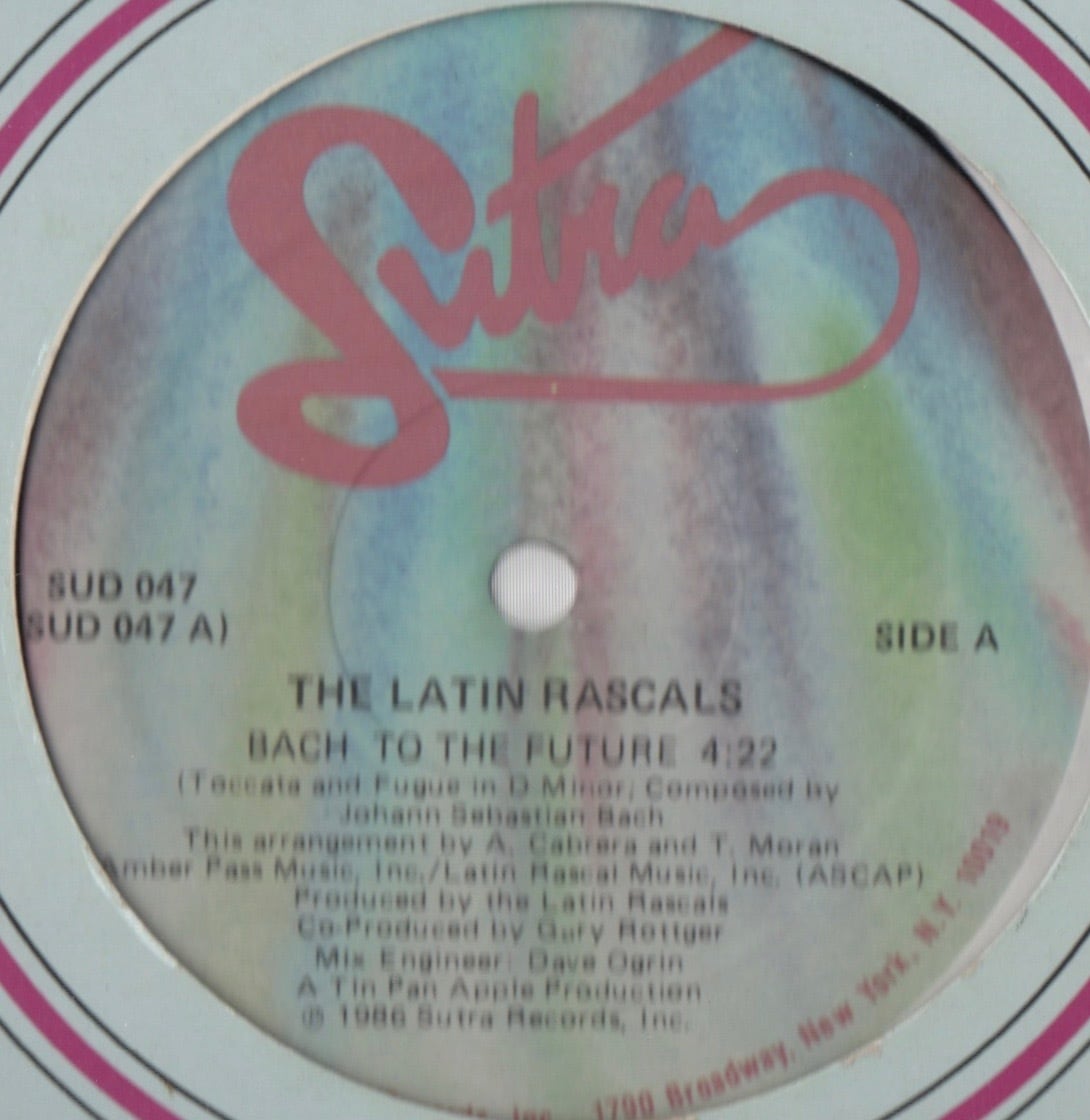 Sutra
SUD 047
SUD 047 A)
SIDE A
THE LATIN RASCALS
BACH TO THE FUTURE 4:22
(Toccata and Fugue in D Minor; Composed by
Johann Sebastian Bach
This arrangement by A. Cabrera and T. Moran
Amber Pass Music, Inc./Latin Rascal Music, Inc. (ASCAP)
Produced by the Latin Rascals
Co-Produced by Gary Rottger
Mix Engineer: Dave Ogrin
A Tin Pan Apple Production
℗ 1986 Sutra Records, Inc.
Inc. 1790 Broadway, New York, N.Y. 10019